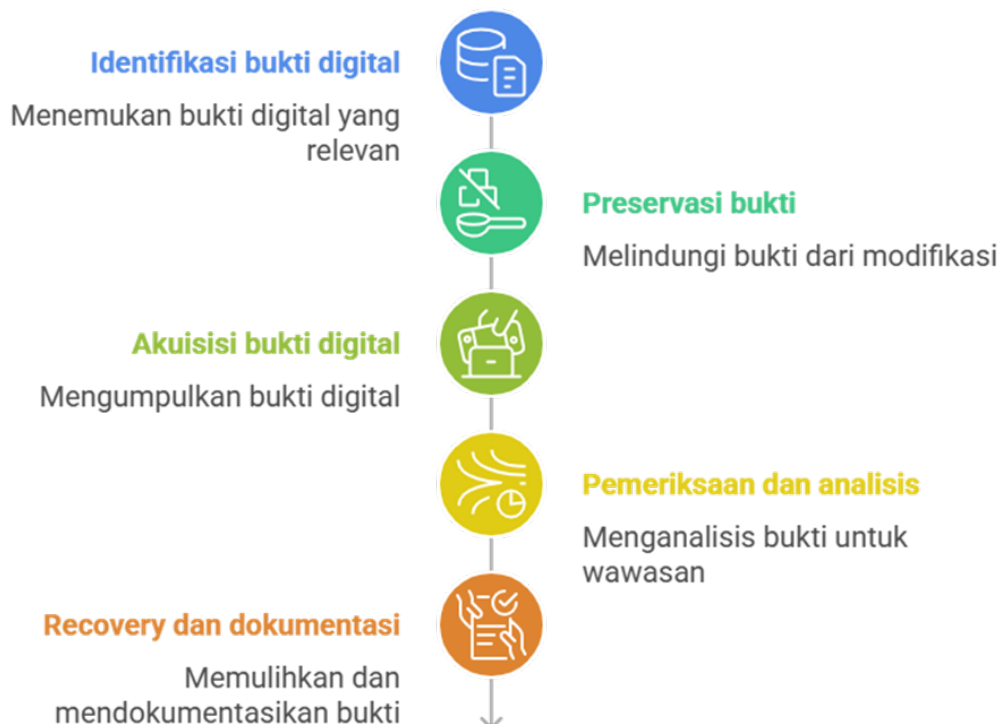 Identifikasi bukti digital
Menemukan bukti digital yang
relevan
Preservasi bukti
Melindungi bukti dari modifikasi
Akuisisi bukti digital
Mengumpulkan bukti digital
Pemeriksaan dan analisis
Menganalisis bukti untuk
wawasan
Recovery dan dokumentasi
Memulihkan dan
mendokumentasikan bukti